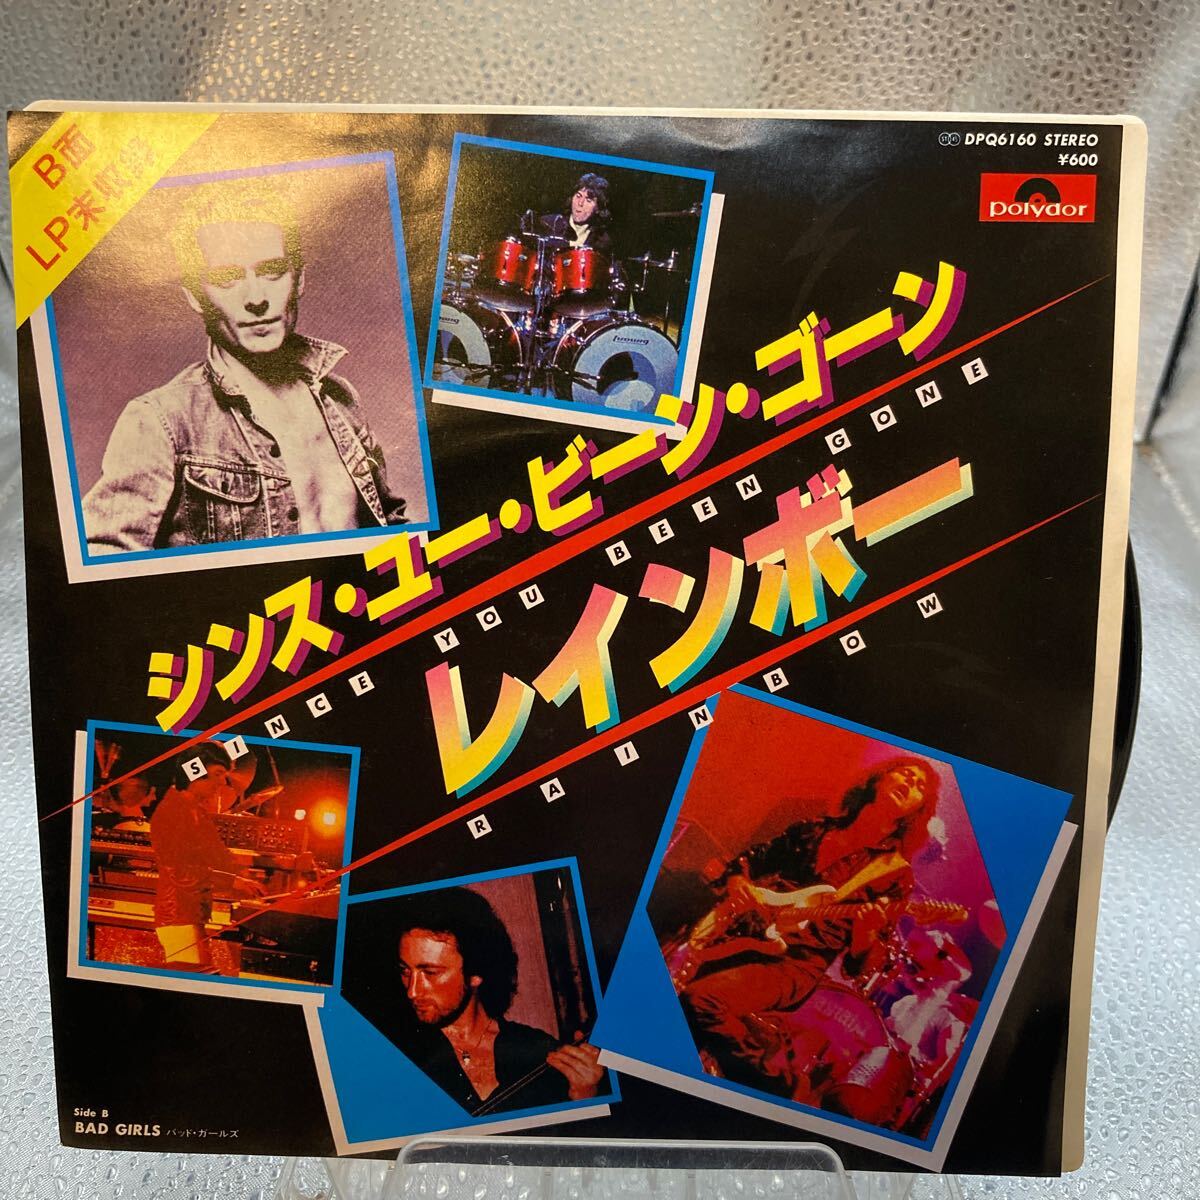 B面
LP未収録
DPQ6160 STEREO
¥600
polydor
シンス・ユー・ビーン・ゴーン
SINCE YOU BEEN GONE
レインボー
RAINBOW
Side B
BAD GIRLS バッド・ガールズ